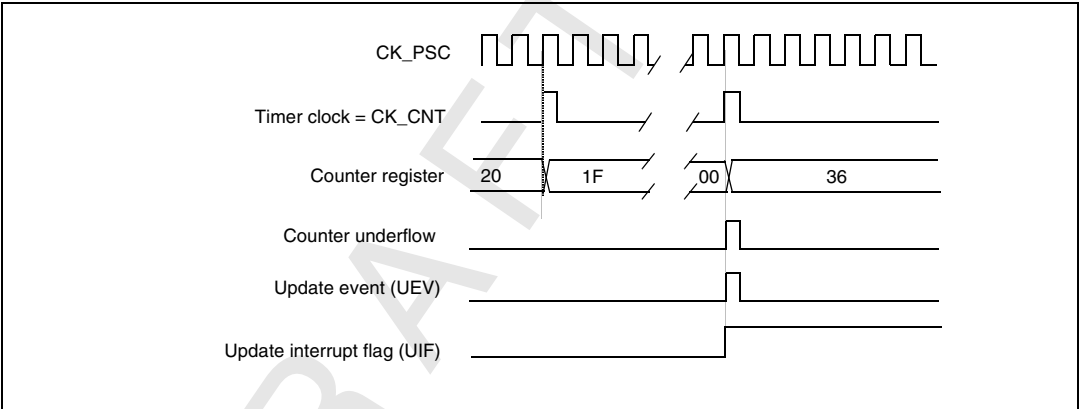 CK_PSC
Timer clock = CK_CNT
Counter register 20 1F 00 36
Counter underflow
Update event (UEV)
Update interrupt flag (UIF)